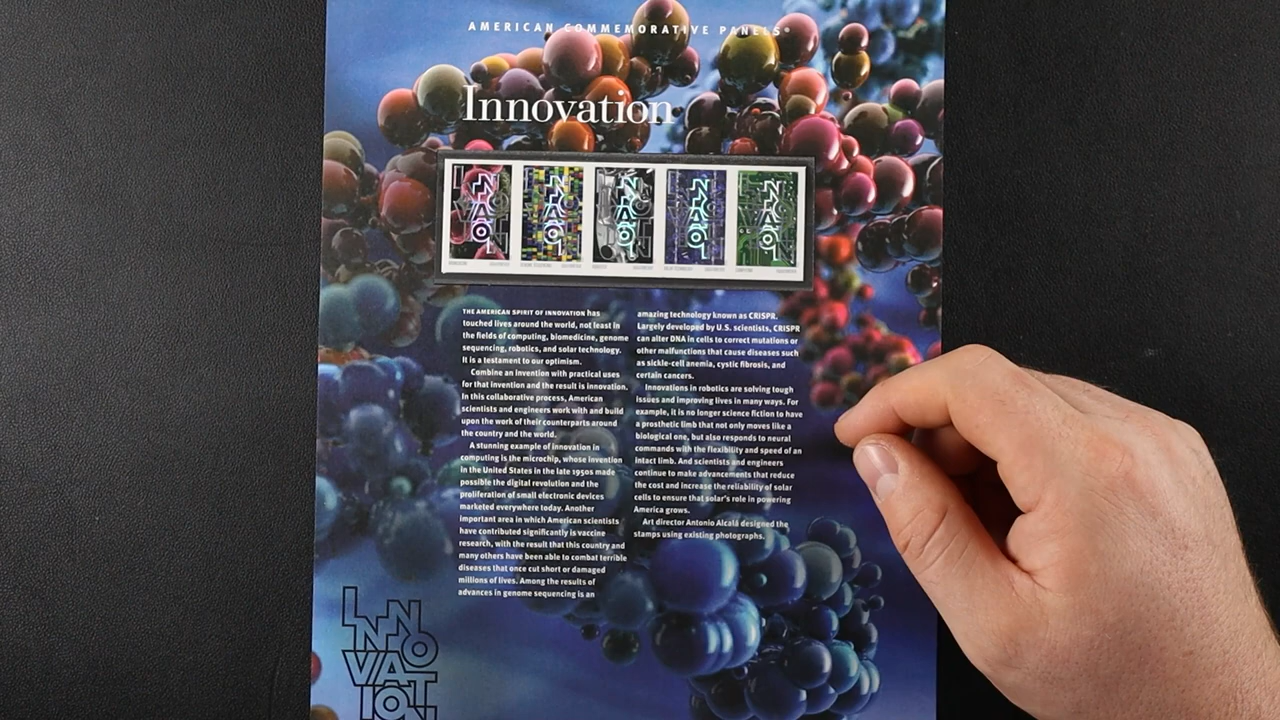 AMERICAN COMMEMORATIVE PANELS®
Innovation
THE AMERICAN SPIRIT OF INNOVATION has
touched lives around the world, not least in
the fields of computing, biomedicine, genome
sequencing, robotics, and solar technology.
It is a testament to our optimism.
Combine an invention with practical uses
for that invention and the result is innovation.
In this collaborative process, American
scientists and engineers work with and build
upon the work of their counterparts around
the country and the world.
A stunning example of innovation in
computing is the microchip, whose invention
in the United States in the late 1950s made
possible the digital revolution and the
proliferation of small electronic devices
marketed everywhere today. Another
important area in which American scientists
have contributed significantly is vaccine
research, with the result that this country and
many others have been able to combat terrible
diseases that once cut short or damaged
millions of lives. Among the results of
advances in genome sequencing is an
amazing technology known as CRISPR.
Largely developed by U.S. scientists, CRISPR
can alter DNA in cells to correct mutations or
other malfunctions that cause diseases such
as sickle-cell anemia, cystic fibrosis, and
certain cancers.
Innovations in robotics are solving tough
issues and improving lives in many ways. For
example, it is no longer science fiction to have
a prosthetic limb that not only moves like a
biological one, but also responds to neural
commands with the flexibility and speed of an
intact limb. And scientists and engineers
continue to make advancements that reduce
the cost and increase the reliability of solar
cells to ensure that solar's role in powering
America grows.
Art director Antonio Alcalá designed the
stamps using existing photographs.
INNO
VAT
ION